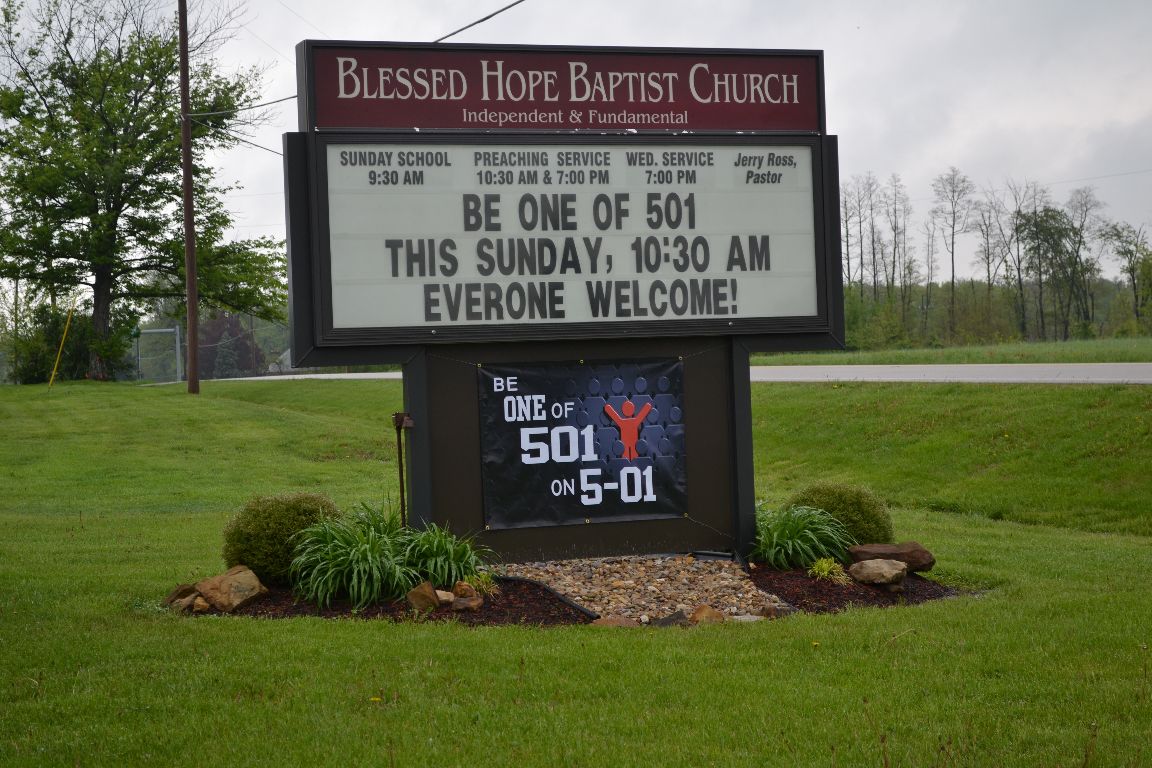 BLESSED HOPE BAPTIST CHURCH
Independent & Fundamental
SUNDAY SCHOOL PREACHING SERVICE WED. SERVICE Jerry Ross,
9:30 AM 10:30 AM & 7:00 PM 7:00 PM Pastor
BE ONE OF 501
THIS SUNDAY, 10:30 AM
EVERONE WELCOME!
BE
ONE OF
501
ON 5-01